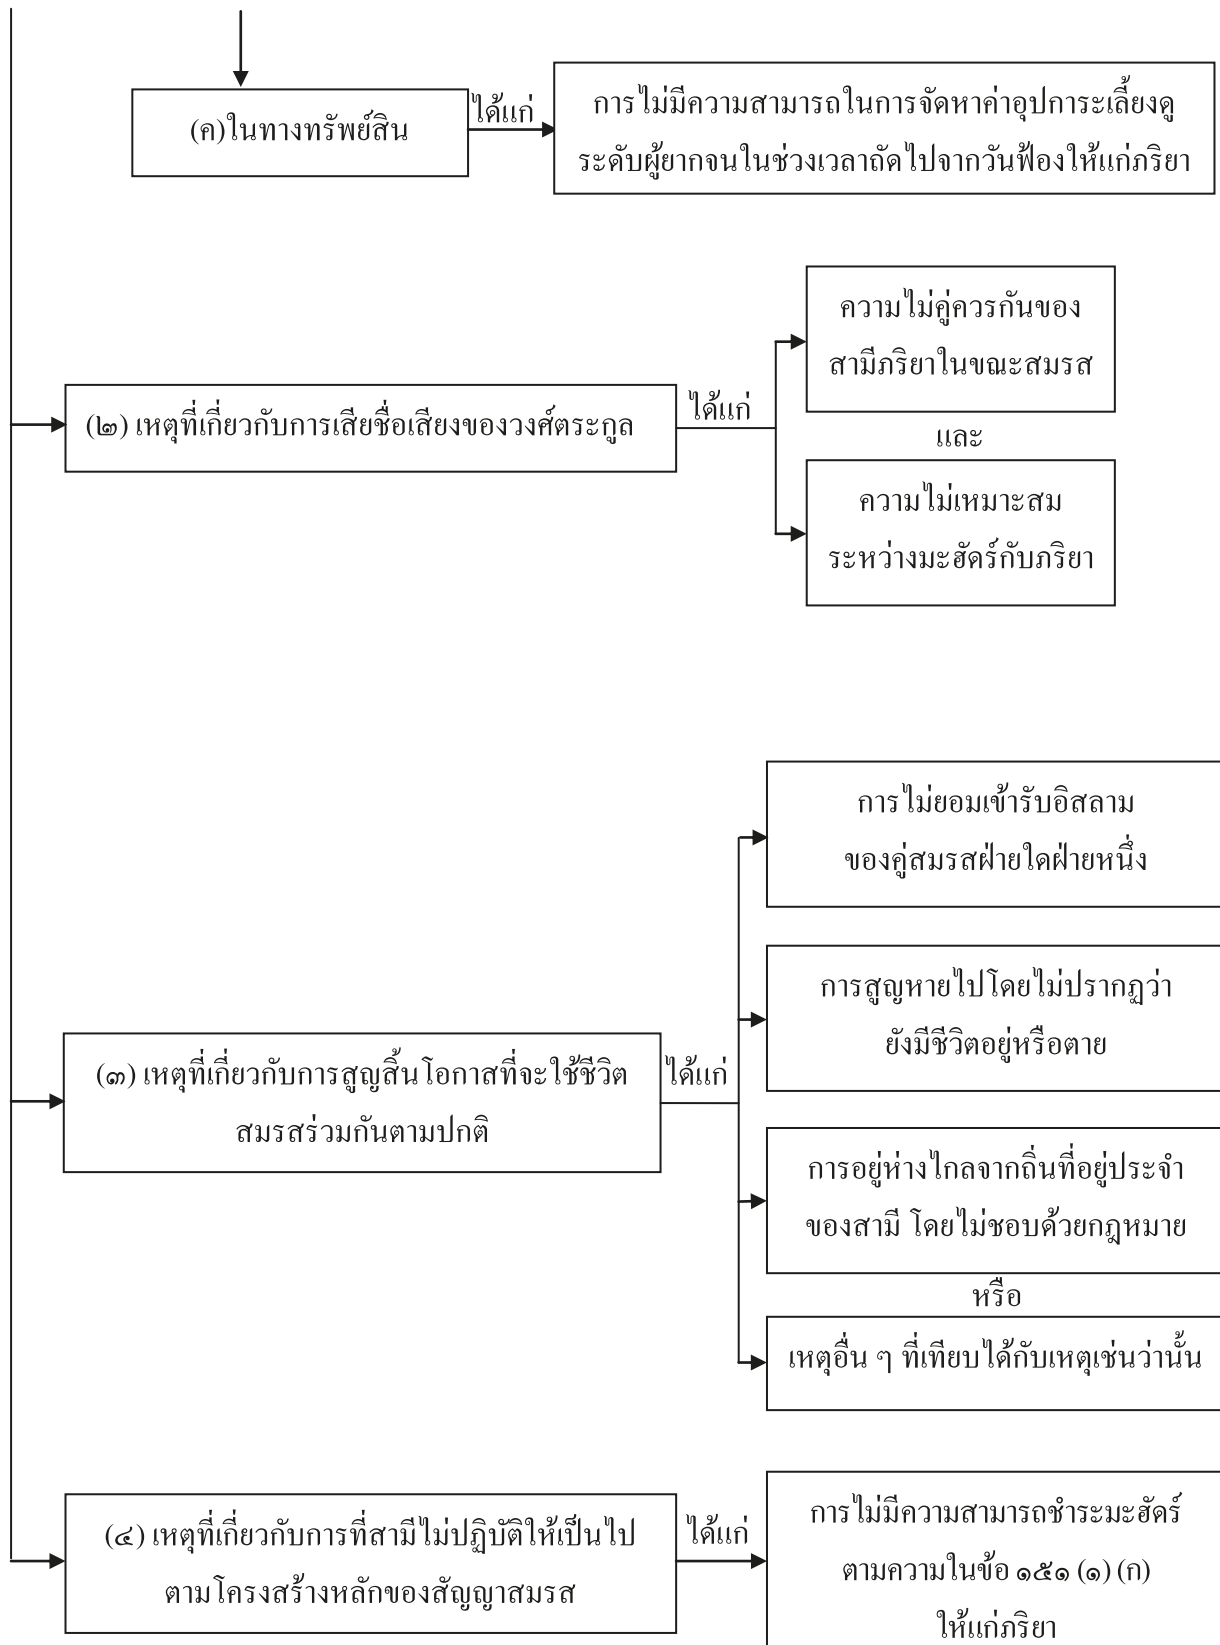 (ค)ในทางทรัพย์สิน
ได้แก่
การไม่มีความสามารถในการจัดหาค่าอุปการะเลี้ยงดู
ระดับผู้ยากจนในช่วงเวลาถัดไปจากวันฟ้องให้แก่ภริยา
(๒) เหตุที่เกี่ยวกับการเสียชื่อเสียงของวงศ์ตระกูล
ได้แก่
ความไม่คู่ควรกันของ
สามีภริยาในขณะสมรส
และ
ความไม่เหมาะสม
ระหว่างมะฮัดร์กับภริยา
(๓) เหตุที่เกี่ยวกับการสูญสิ้นโอกาสที่จะใช้ชีวิต
สมรสร่วมกันตามปกติ
ได้แก่
การไม่ยอมเข้ารับอิสลาม
ของคู่สมรสฝ่ายใดฝ่ายหนึ่ง
การสูญหายไปโดยไม่ปรากฏว่า
ยังมีชีวิตอยู่หรือตาย
การอยู่ห่างไกลจากถิ่นที่อยู่ประจำ
ของสามี โดยไม่ชอบด้วยกฎหมาย
หรือ
เหตุอื่น ๆ ที่เทียบได้กับเหตุเช่นว่านั้น
(๔) เหตุที่เกี่ยวกับการที่สามีไม่ปฏิบัติให้เป็นไป
ตามโครงสร้างหลักของสัญญาสมรส
ได้แก่
การไม่มีความสามารถชำระมะฮัดร์
ตามความในข้อ ๑๕๑ (๑) (ก)
ให้แก่ภริยา